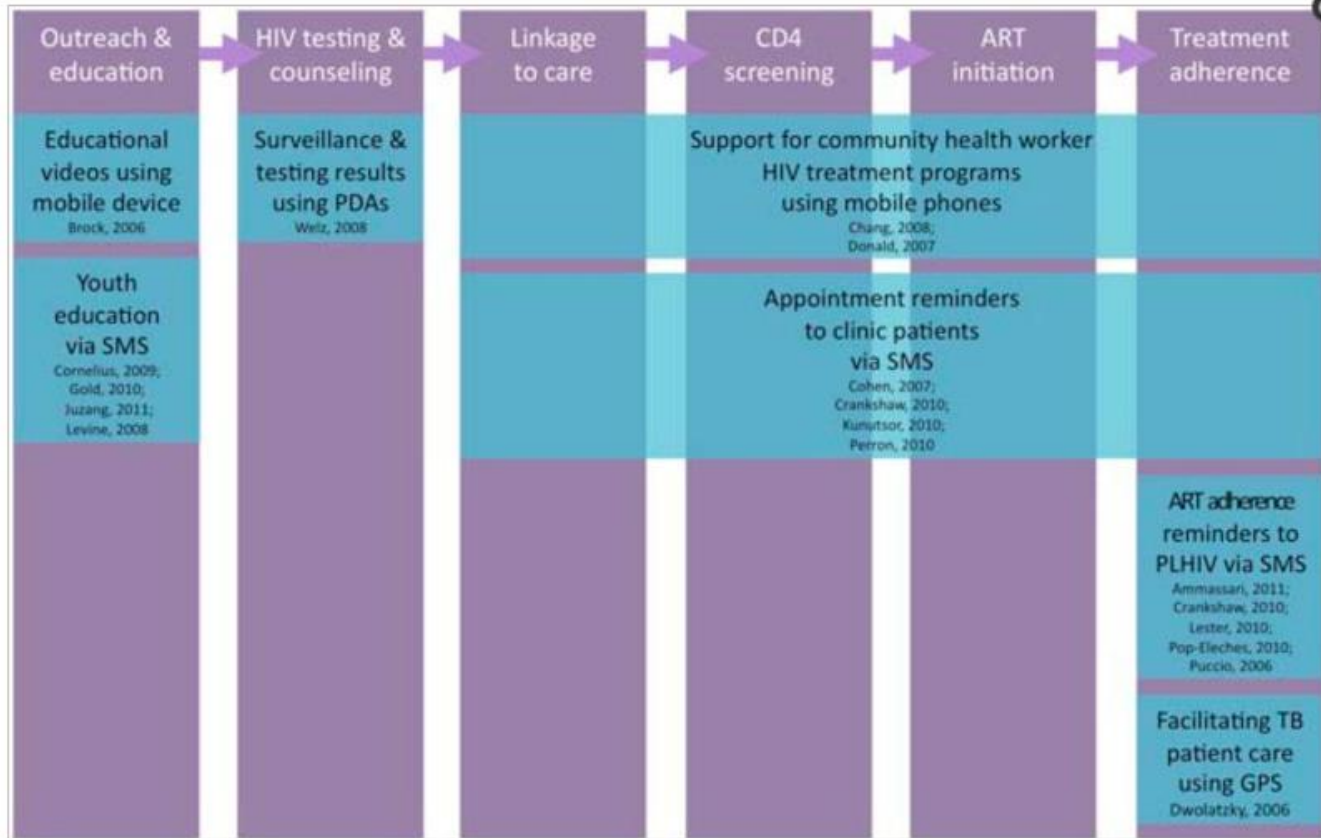 Outreach &
education
HIV testing &
counseling
Linkage
to care
CD4
screening
ART
initiation
Treatment
adherence
Educational
videos using
mobile device
Brock, 2006
Surveillance &
testing results
using PDAs
Welz, 2008
Support for community health worker
HIV treatment programs
using mobile phones
Chang, 2008;
Donald, 2007
Youth
education
via SMS
Cornelius, 2009;
Gold, 2010;
Juzang, 2011;
Levine, 2008
Appointment reminders
to clinic patients
via SMS
Cohen, 2007;
Crankshaw, 2010;
Kunutsor, 2010;
Perron, 2010
ART adherence
reminders to
PLHIV via SMS
Ammassari, 2011;
Crankshaw, 2010;
Lester, 2010;
Pop-Eleches, 2010;
Puccio, 2006
Facilitating TB
patient care
using GPS
Dwolatzky, 2006